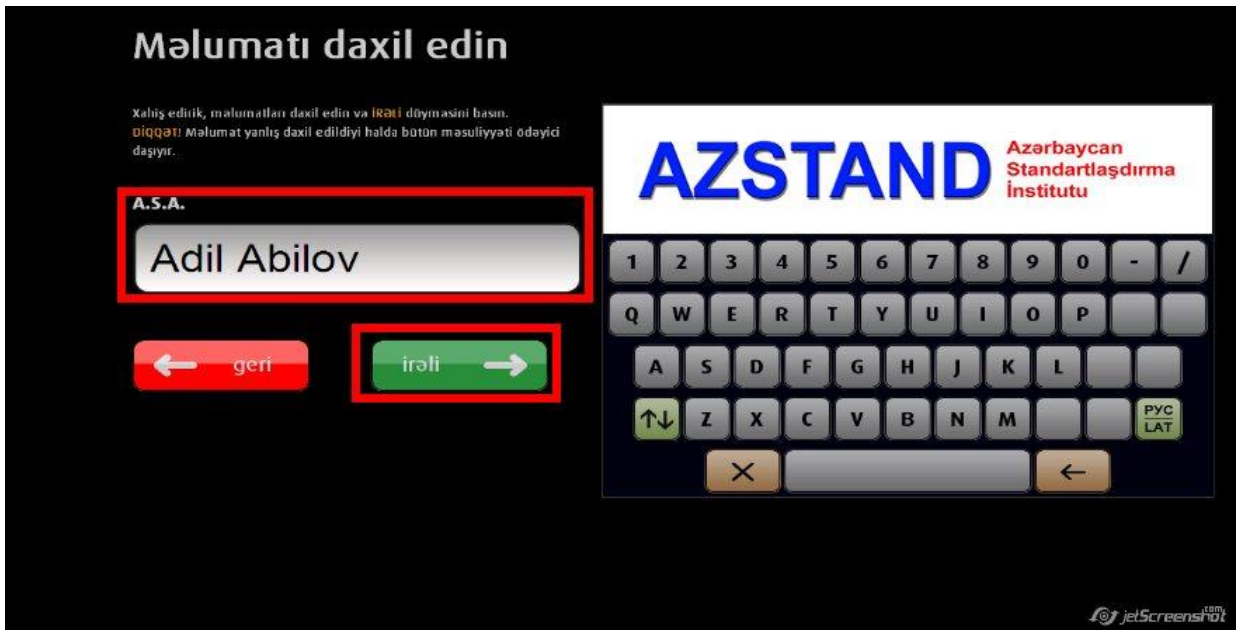 Məlumatı daxil edin
Xahiş edirik, məlumatları daxil edin və İRƏLİ düyməsini basın.
DİQQƏT! Məlumat yanlış daxil edildiyi halda bütün məsuliyyəti ödəyici
daşıyır.
A.S.A.
Adil Abilov
geri
irəli
AZSTAND
Azərbaycan
Standartlaşdırma
İnstitutu
1 2 3 4 5 6 7 8 9 0 - /
Q W E R T Y U I O P
A S D F G H J K L
↑↓ Z X C V B N M РУС
LAT
X ←
jetScreenshot.com